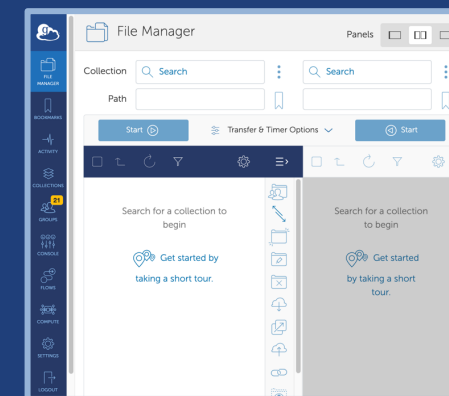 File Manager
Panels
FILE
MANAGER
BOOKMARKS
ACTIVITY
COLLECTIONS
21
GROUPS
CONSOLE
FLOWS
COMPUTE
SETTINGS
LOGOUT
Collection
Search
Search
Path
Start
Transfer & Timer Options
Start
Search for a collection to
begin
Get started by
taking a short tour.
Search for a collection
to begin
Get started
by taking a short
tour.